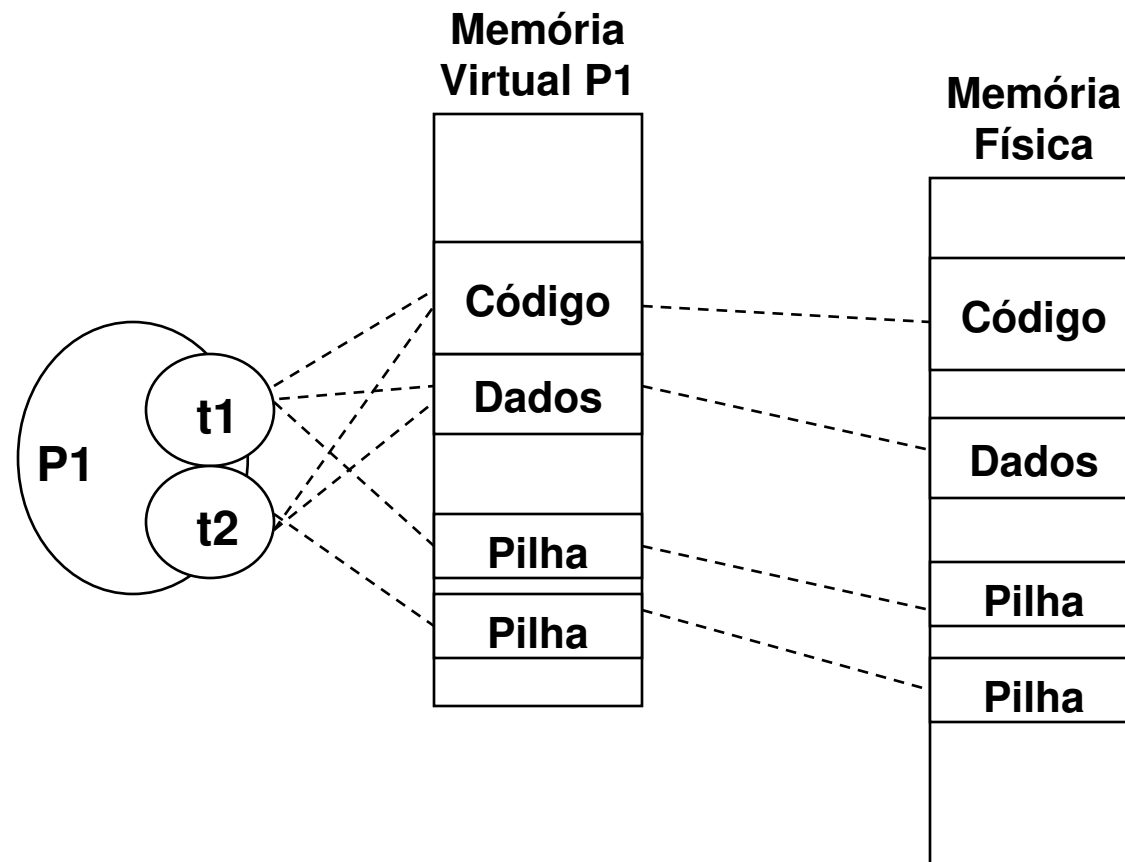 Memória
Virtual P1
Memória
Física
Código
Código
Dados
t1
P1
Dados
t2
Pilha
Pilha
Pilha
Pilha